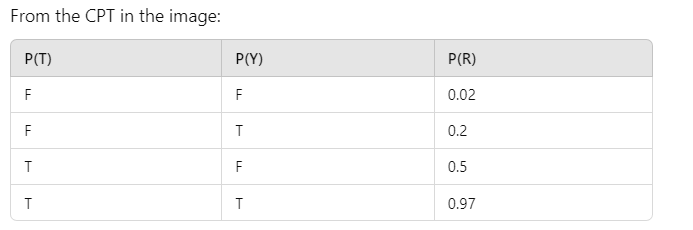 From the CPT in the image:
P(T) P(Y) P(R)
F F 0.02
F T 0.2
T F 0.5
T T 0.97